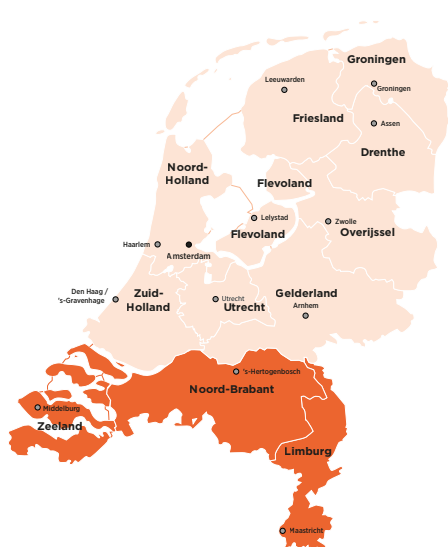 Groningen
Leeuwarden
Groningen
Friesland
Assen
Drenthe
Noord-
Holland
Flevoland
Lelystad
Zwolle
Flevoland
Overijssel
Haarlem
Amsterdam
Den Haag /
's-Gravenhage
Zuid-
Holland
Utrecht
Utrecht
Gelderland
Arnhem
's-Hertogenbosch
Noord-Brabant
Middelburg
Zeeland
Limburg
Maastricht